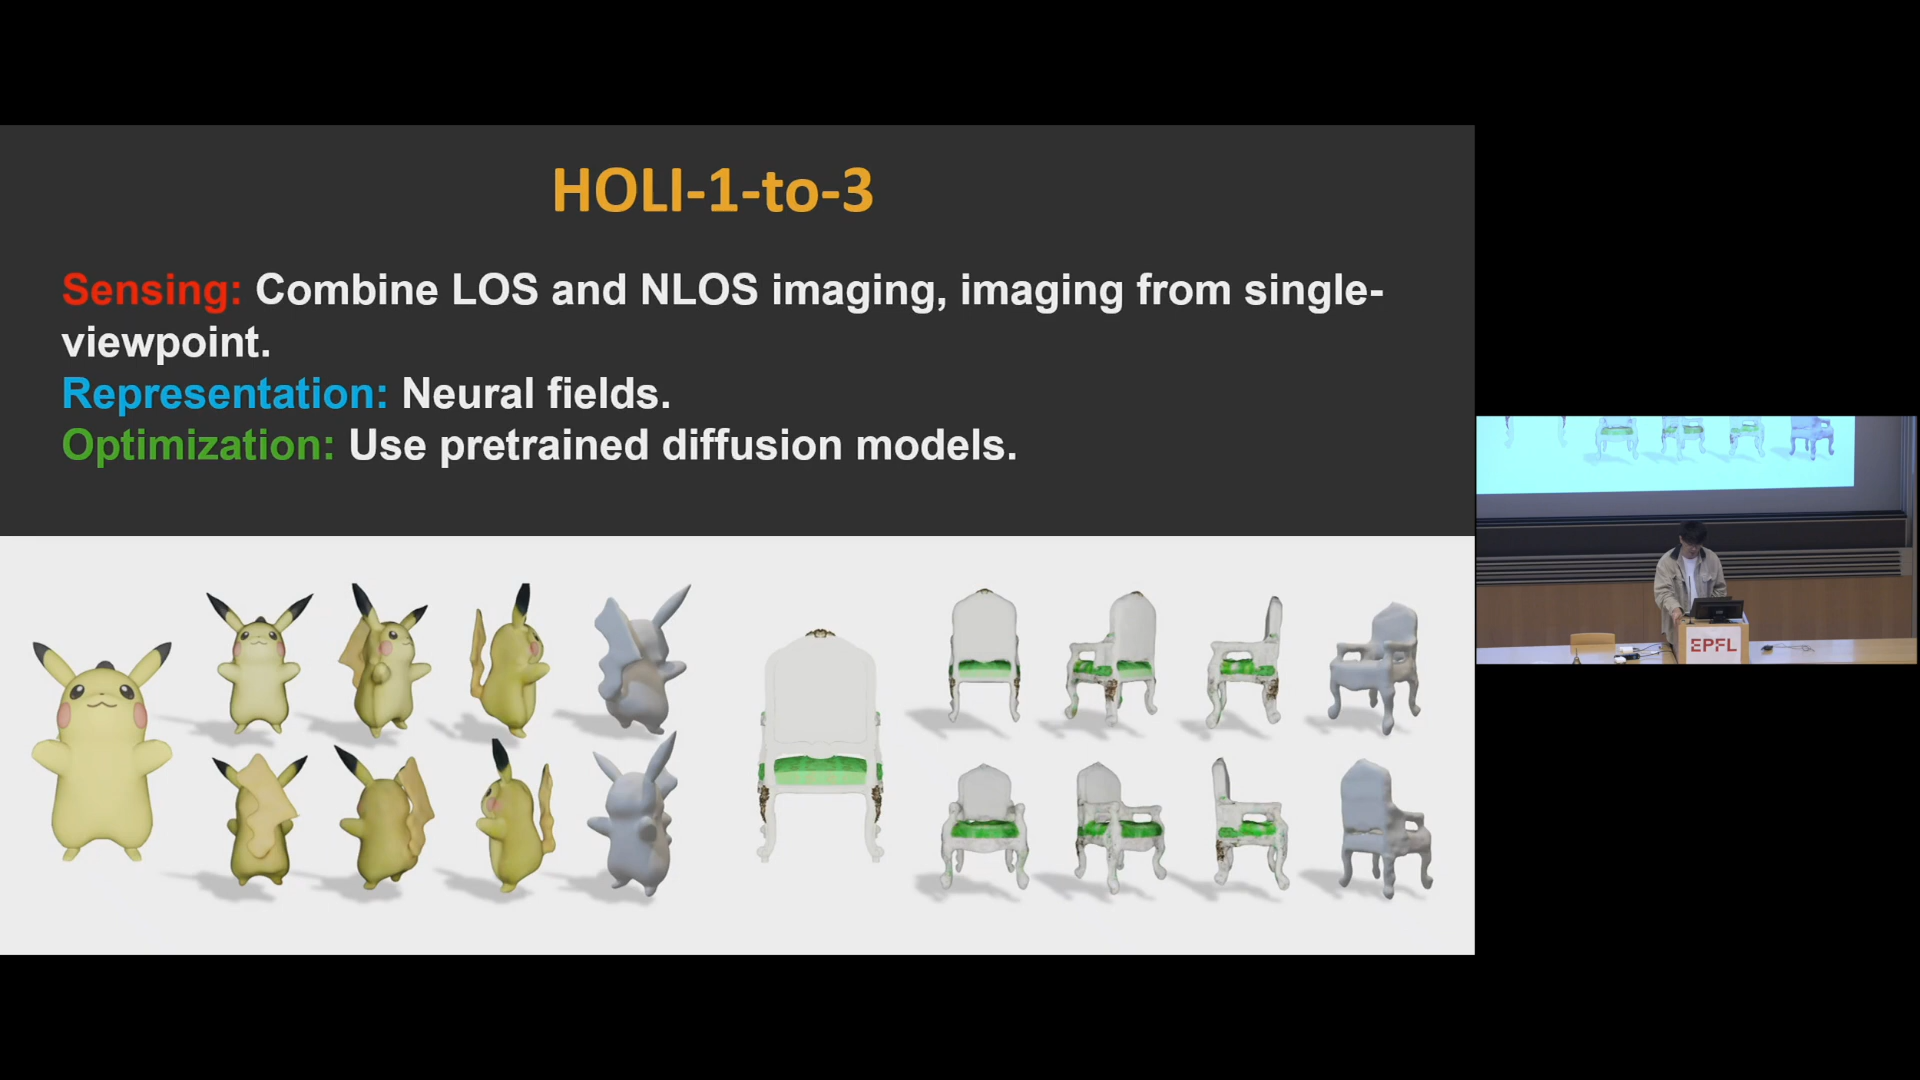 HOLI-1-to-3
Sensing: Combine LOS and NLOS imaging, imaging from single-
viewpoint.
Representation: Neural fields.
Optimization: Use pretrained diffusion models.
EPFL